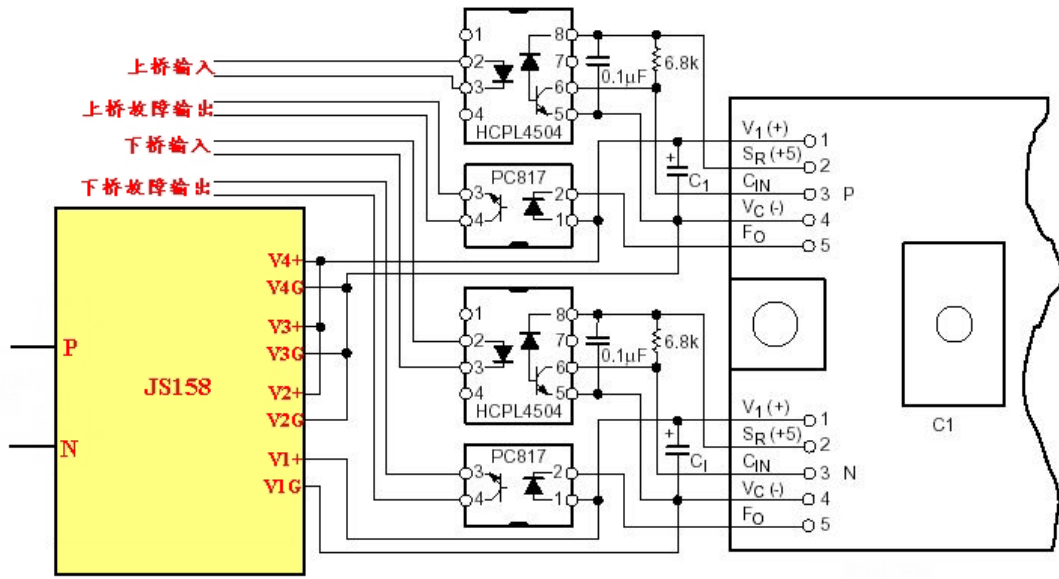 上桥输入
上桥故障输出
下桥输入
下桥故障输出
JS158
P
N
V4+
V4G
V3+
V3G
V2+
V2G
V1+
V1G
1
2
3
4
8
7
6
5
HCPL4504
0.1μF
6.8k
PC817
3
4
2
1
+
C1
V1 (+) 1
SR (+5) 2
CIN 3 P
VC (-) 4
FO 5
1
2
3
4
8
7
6
5
HCPL4504
0.1μF
6.8k
PC817
3
4
2
1
+
CI
V1 (+) 1
SR (+5) 2
CIN 3 N
VC (-) 4
FO 5
C1